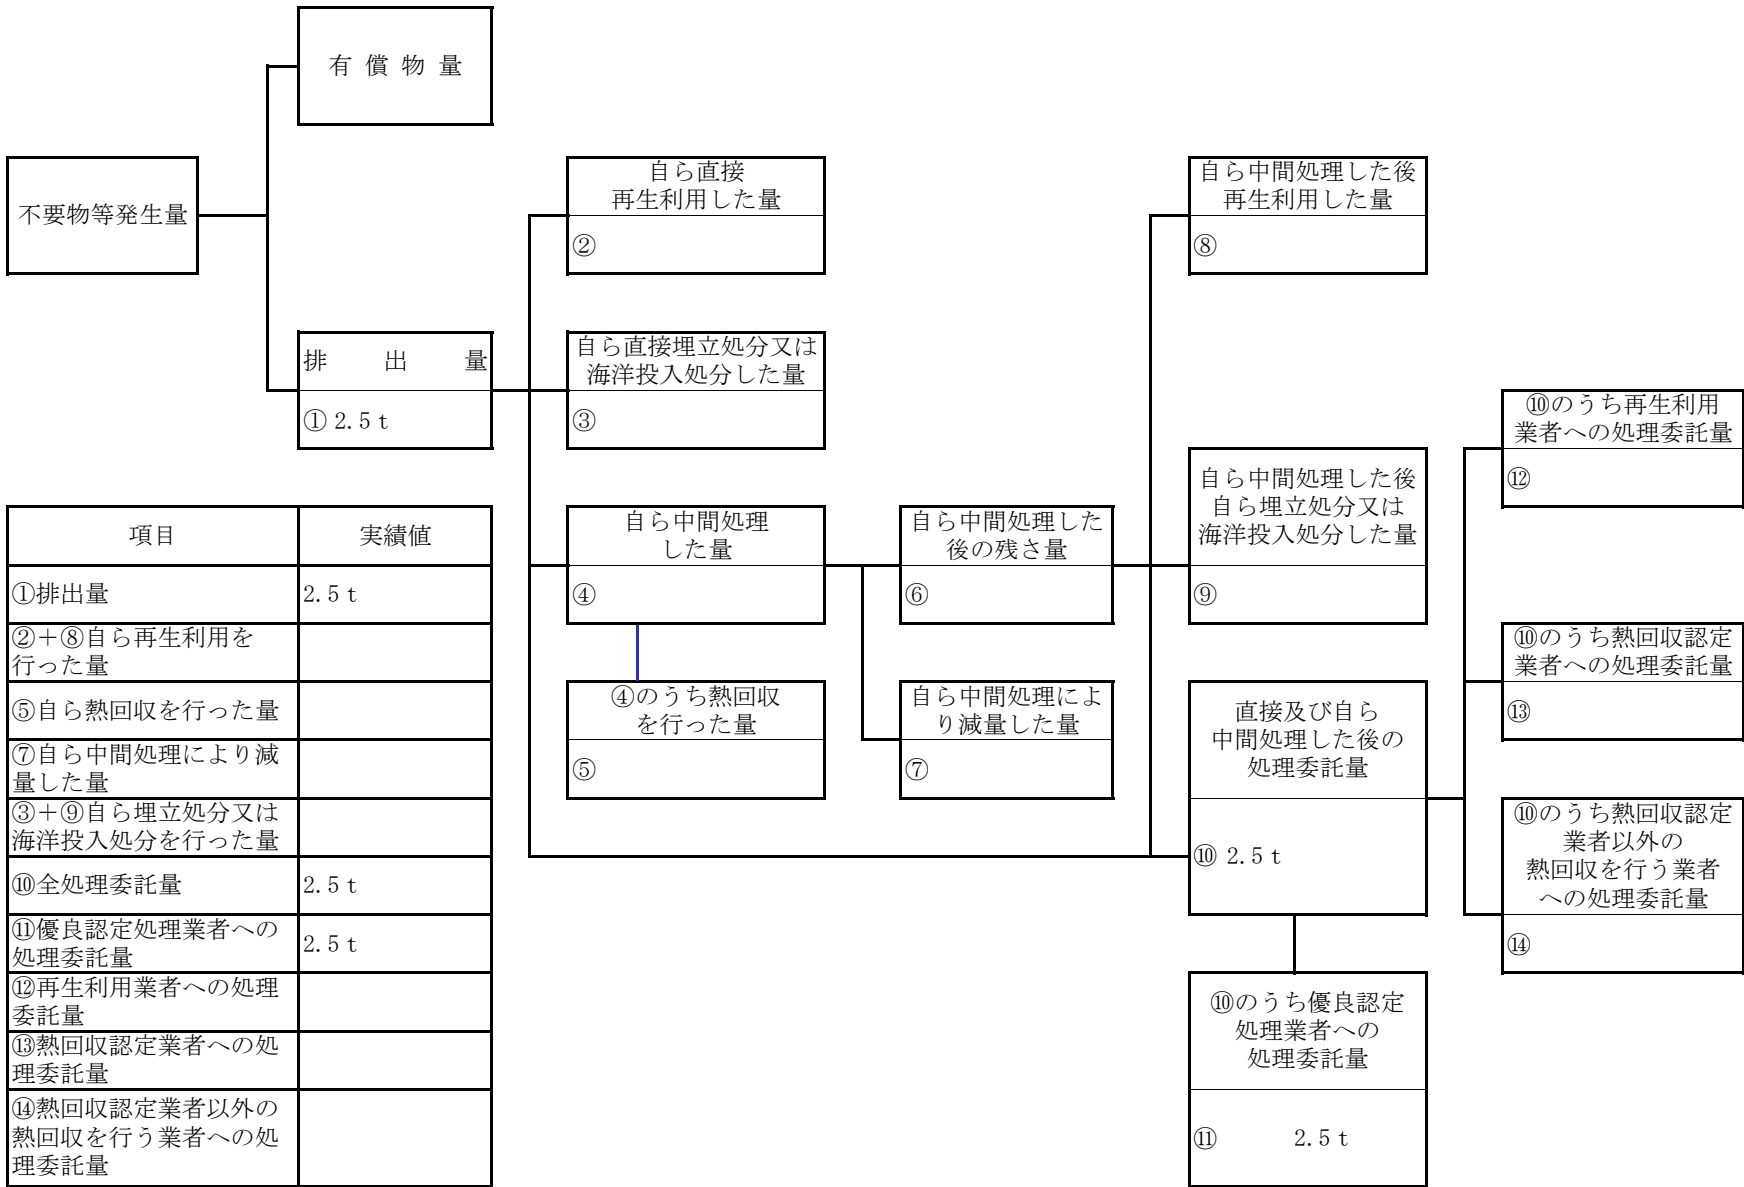 有償物量
不要物等発生量
自ら直接
再生利用した量
②
自ら中間処理した後
再生利用した量
⑧
排出量
① 2.5 t
自ら直接埋立処分又は
海洋投入処分した量
③
⑩のうち再生利用
業者への処理委託量
⑫
自ら中間処理
した量
④
自ら中間処理した
後の残さ量
⑥
自ら中間処理した後
自ら埋立処分又は
海洋投入処分した量
⑨
⑩のうち熱回収認定
業者への処理委託量
⑬
④のうち熱回収
を行った量
⑤
自ら中間処理によ
り減量した量
⑦
直接及び自ら
中間処理した後の
処理委託量
⑩ 2.5 t
⑩のうち熱回収認定
業者以外の
熱回収を行う業者
への処理委託量
⑭
⑩のうち優良認定
処理業者への
処理委託量
⑪ 2.5 t
項目 実績値
①排出量 2.5 t
②+⑧自ら再生利用を
行った量
⑤自ら熱回収を行った量
⑦自ら中間処理により減
量した量
③+⑨自ら埋立処分又は
海洋投入処分を行った量
⑩全処理委託量 2.5 t
⑪優良認定処理業者への
処理委託量 2.5 t
⑫再生利用業者への処理
委託量
⑬熱回収認定業者への処
理委託量
⑭熱回収認定業者以外の
熱回収を行う業者への処
理委託量